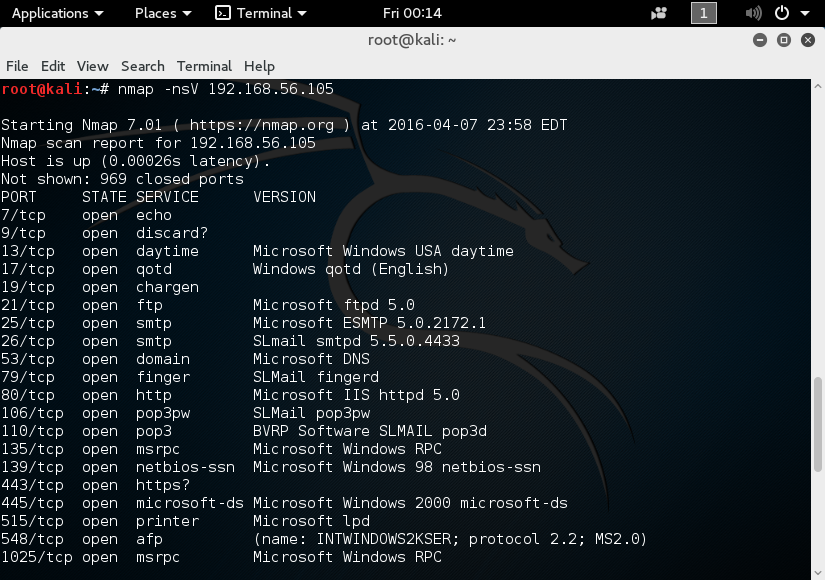 Applications Places Terminal Fri 00:14 1
root@kali: ~
File Edit View Search Terminal Help
root@kali:~# nmap -nsV 192.168.56.105
Starting Nmap 7.01 ( https://nmap.org ) at 2016-04-07 23:58 EDT
Nmap scan report for 192.168.56.105
Host is up (0.00026s latency).
Not shown: 969 closed ports
PORT     STATE SERVICE      VERSION
7/tcp    open  echo
9/tcp    open  discard?
13/tcp   open  daytime      Microsoft Windows USA daytime
17/tcp   open  qotd         Windows qotd (English)
19/tcp   open  chargen
21/tcp   open  ftp          Microsoft ftpd 5.0
25/tcp   open  smtp         Microsoft ESMTP 5.0.2172.1
26/tcp   open  smtp         SLmail smtpd 5.5.0.4433
53/tcp   open  domain       Microsoft DNS
79/tcp   open  finger       SLMail fingerd
80/tcp   open  http         Microsoft IIS httpd 5.0
106/tcp  open  pop3pw       SLMail pop3pw
110/tcp  open  pop3         BVRP Software SLMAIL pop3d
135/tcp  open  msrpc        Microsoft Windows RPC
139/tcp  open  netbios-ssn  Microsoft Windows 98 netbios-ssn
443/tcp  open  https?
445/tcp  open  microsoft-ds Microsoft Windows 2000 microsoft-ds
515/tcp  open  printer      Microsoft lpd
548/tcp  open  afp          (name: INTWINDOWS2KSER; protocol 2.2; MS2.0)
1025/tcp open  msrpc        Microsoft Windows RPC